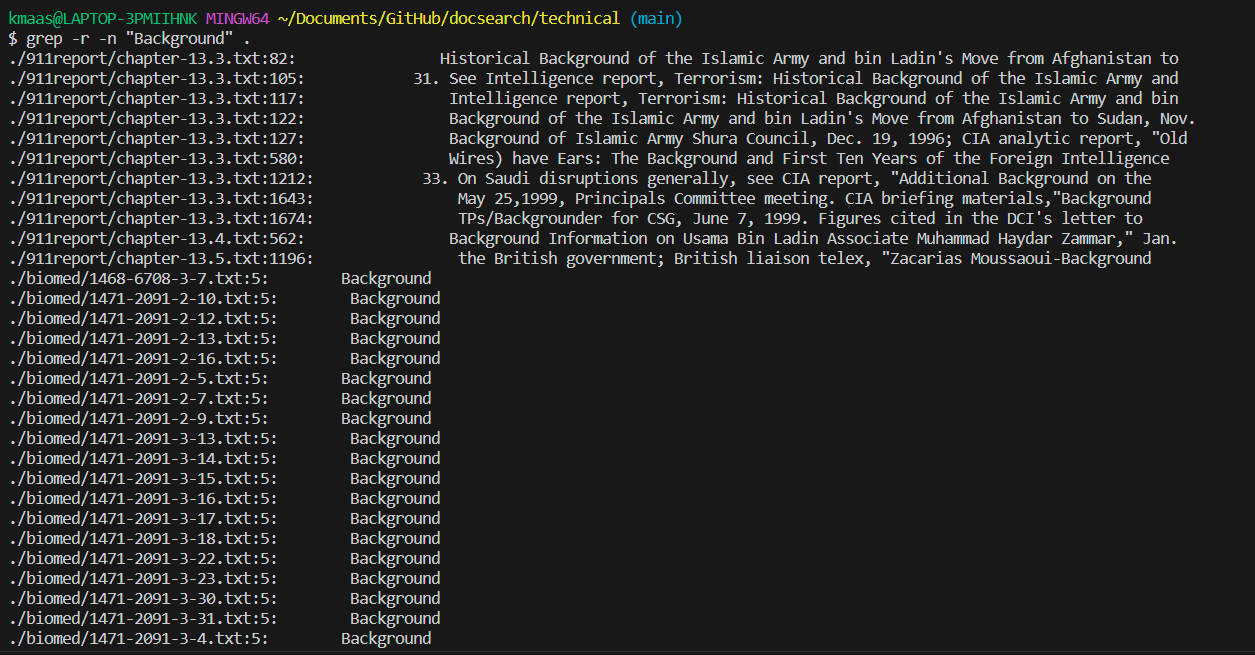 kmaas@LAPTOP-3PMIIHNK MINGW64 ~/Documents/GitHub/docsearch/technical (main)
$ grep -r -n "Background" .
./911report/chapter-13.3.txt:82:                Historical Background of the Islamic Army and bin Ladin's Move from Afghanistan to
./911report/chapter-13.3.txt:105:            31. See Intelligence report, Terrorism: Historical Background of the Islamic Army and
./911report/chapter-13.3.txt:117:                Intelligence report, Terrorism: Historical Background of the Islamic Army and bin
./911report/chapter-13.3.txt:122:                Background of the Islamic Army and bin Ladin's Move from Afghanistan to Sudan, Nov.
./911report/chapter-13.3.txt:127:                Background of Islamic Army Shura Council, Dec. 19, 1996; CIA analytic report, "Old
./911report/chapter-13.3.txt:580:                Wires) have Ears: The Background and First Ten Years of the Foreign Intelligence
./911report/chapter-13.3.txt:1212:            33. On Saudi disruptions generally, see CIA report, "Additional Background on the
./911report/chapter-13.3.txt:1643:                May 25,1999, Principals Committee meeting. CIA briefing materials,"Background
./911report/chapter-13.3.txt:1674:                TPs/Backgrounder for CSG, June 7, 1999. Figures cited in the DCI's letter to
./911report/chapter-13.4.txt:562:                Background Information on Usama Bin Ladin Associate Muhammad Haydar Zammar," Jan.
./911report/chapter-13.5.txt:1196:                the British government; British liaison telex, "Zacarias Moussaoui-Background
./biomed/1468-6708-3-7.txt:5:        Background
./biomed/1471-2091-2-10.txt:5:        Background
./biomed/1471-2091-2-12.txt:5:        Background
./biomed/1471-2091-2-13.txt:5:        Background
./biomed/1471-2091-2-16.txt:5:        Background
./biomed/1471-2091-2-5.txt:5:        Background
./biomed/1471-2091-2-7.txt:5:        Background
./biomed/1471-2091-2-9.txt:5:        Background
./biomed/1471-2091-3-13.txt:5:        Background
./biomed/1471-2091-3-14.txt:5:        Background
./biomed/1471-2091-3-15.txt:5:        Background
./biomed/1471-2091-3-16.txt:5:        Background
./biomed/1471-2091-3-17.txt:5:        Background
./biomed/1471-2091-3-18.txt:5:        Background
./biomed/1471-2091-3-22.txt:5:        Background
./biomed/1471-2091-3-23.txt:5:        Background
./biomed/1471-2091-3-30.txt:5:        Background
./biomed/1471-2091-3-31.txt:5:        Background
./biomed/1471-2091-3-4.txt:5:        Background